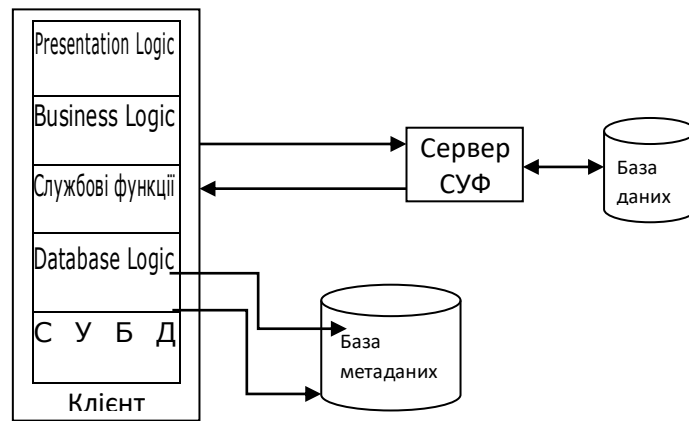 Presentation Logic
Business Logic
Службові функції
Database Logic
С У Б Д
Клієнт
Сервер
СУФ
База
даних
База
метаданих